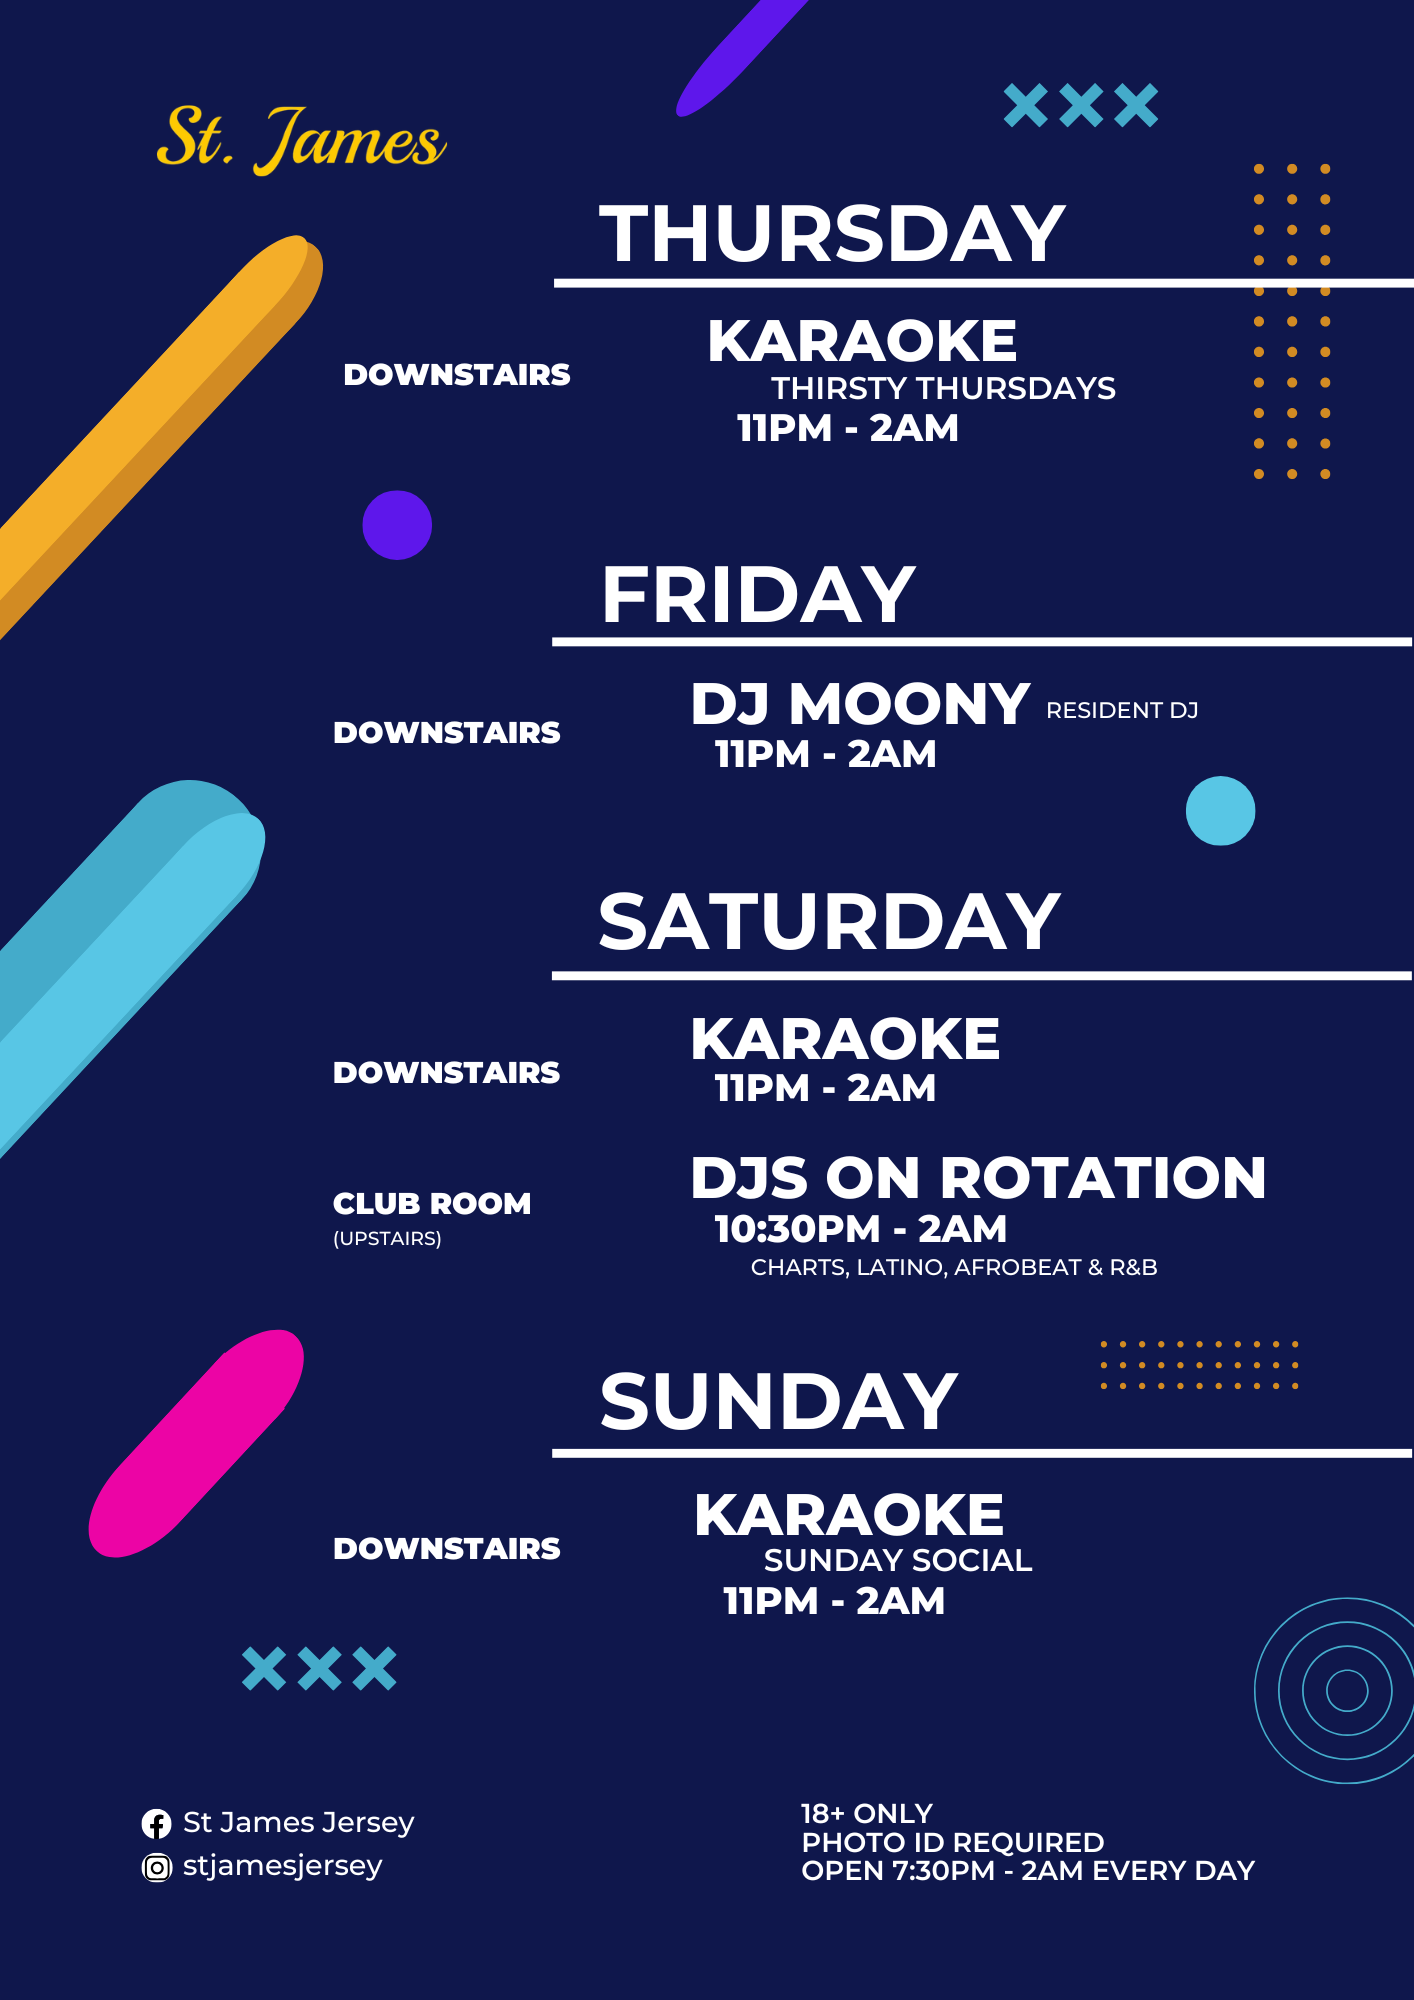 St. James
THURSDAY
DOWNSTAIRS
KARAOKE
THIRSTY THURSDAYS
11PM - 2AM
FRIDAY
DOWNSTAIRS
DJ MOONY RESIDENT DJ
11PM - 2AM
SATURDAY
DOWNSTAIRS
KARAOKE
11PM - 2AM
CLUB ROOM
(UPSTAIRS)
DJS ON ROTATION
10:30PM - 2AM
CHARTS, LATINO, AFROBEAT & R&B
SUNDAY
DOWNSTAIRS
KARAOKE
SUNDAY SOCIAL
11PM - 2AM
St James Jersey
stjamesjersey
18+ ONLY
PHOTO ID REQUIRED
OPEN 7:30PM - 2AM EVERY DAY